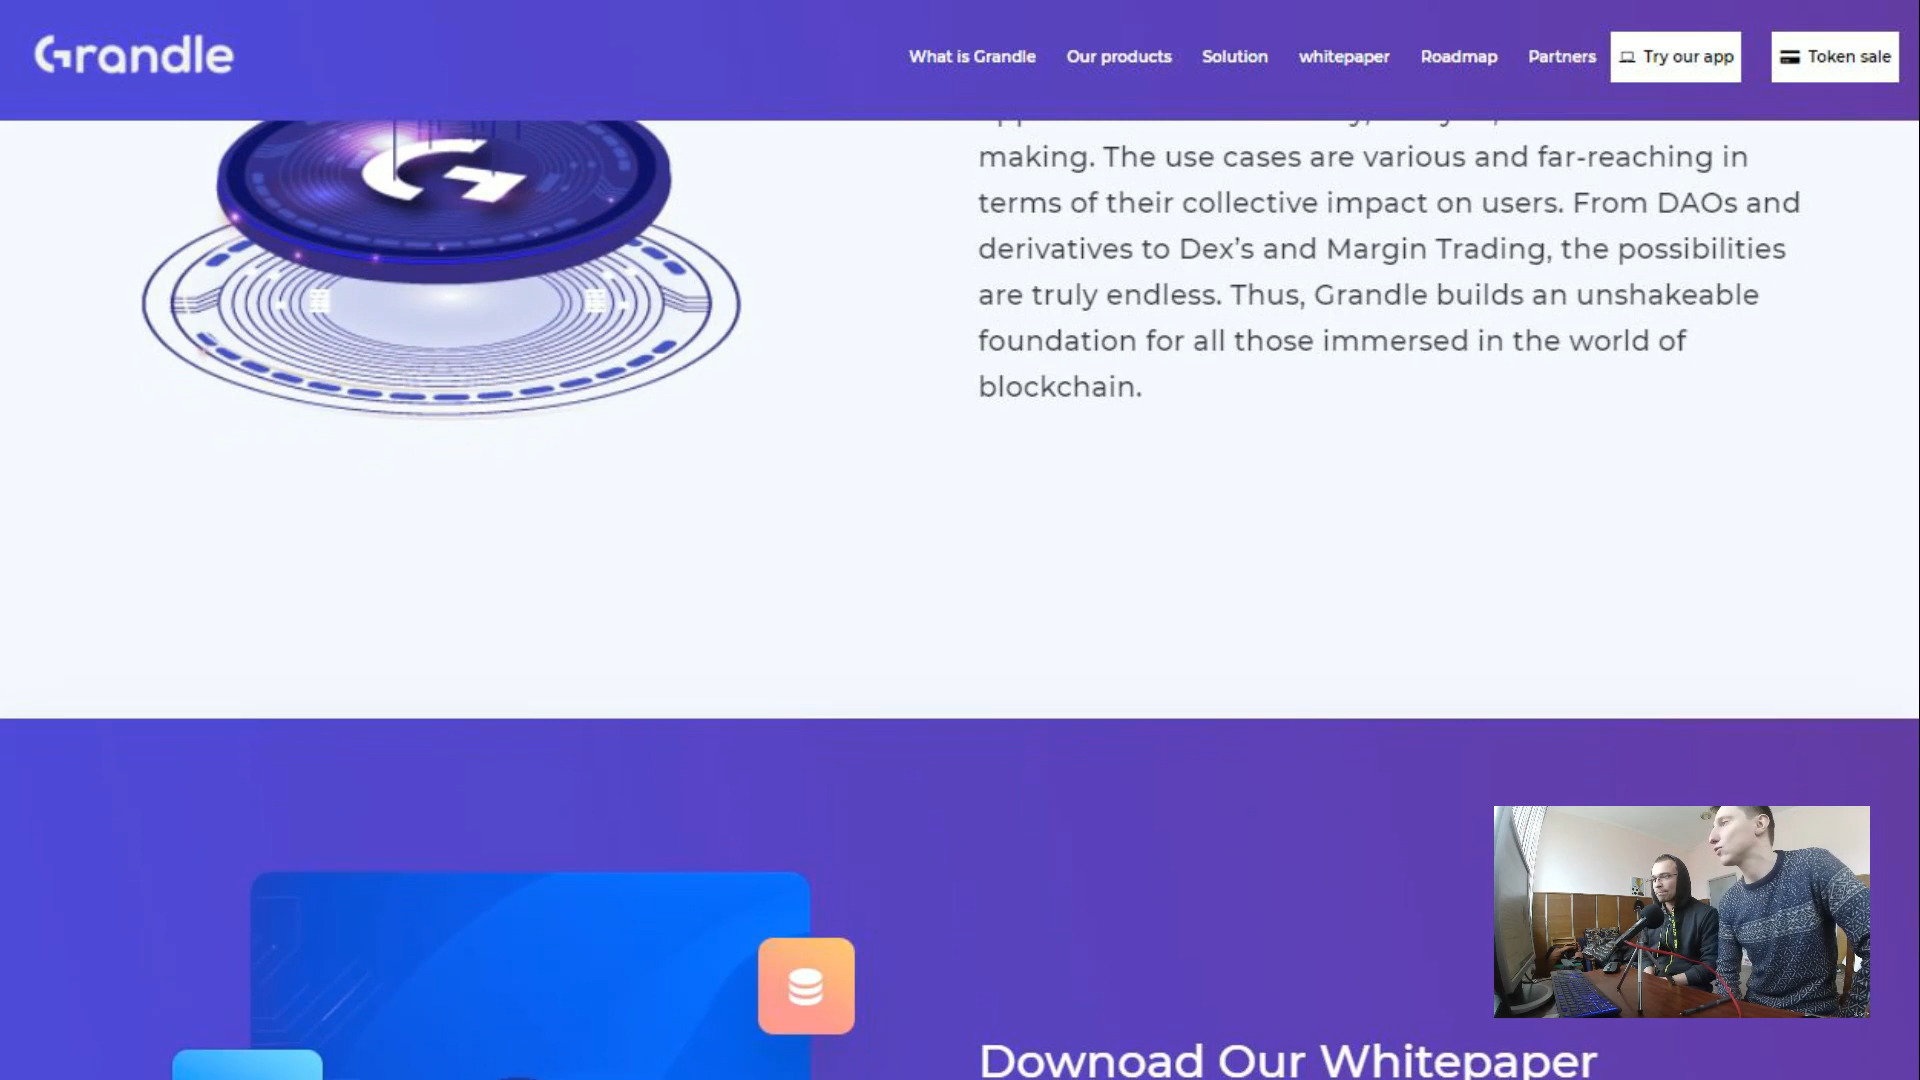 Grandle
What is Grandle
Our products
Solution
whitepaper
Roadmap
Partners
Try our app
Token sale
making. The use cases are various and far-reaching in
terms of their collective impact on users. From DAOs and
derivatives to Dex’s and Margin Trading, the possibilities
are truly endless. Thus, Grandle builds an unshakeable
foundation for all those immersed in the world of
blockchain.
Downoad Our Whitepaper